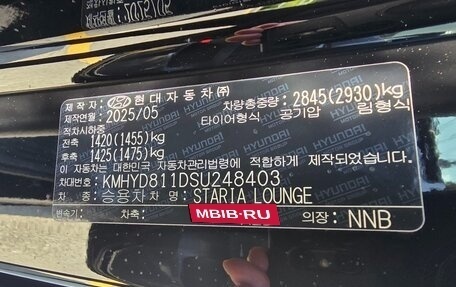 제작자: 현대자동차㈜
제작연월: 2025/05 차량총중량: 2845(2930)kg
적차시하중 타이어형식: 공기압 림형식
전축 1420(1455)kg
후축 1425(1475)kg
이 자동차는 대한민국 자동차관리법령에 적합하게 제작되었습니다.
차대번호: KMHYD811DSU248403
차종: 승용차 STARIA LOUNGE
변속기: 차축: MBIB-RU 의장: NNB